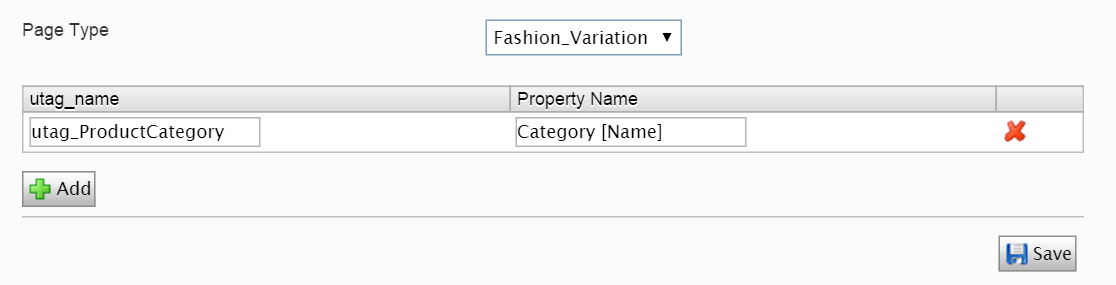 Page Type
Fashion_Variation
utag_name Property Name
utag_ProductCategory Category [Name]
Add
Save